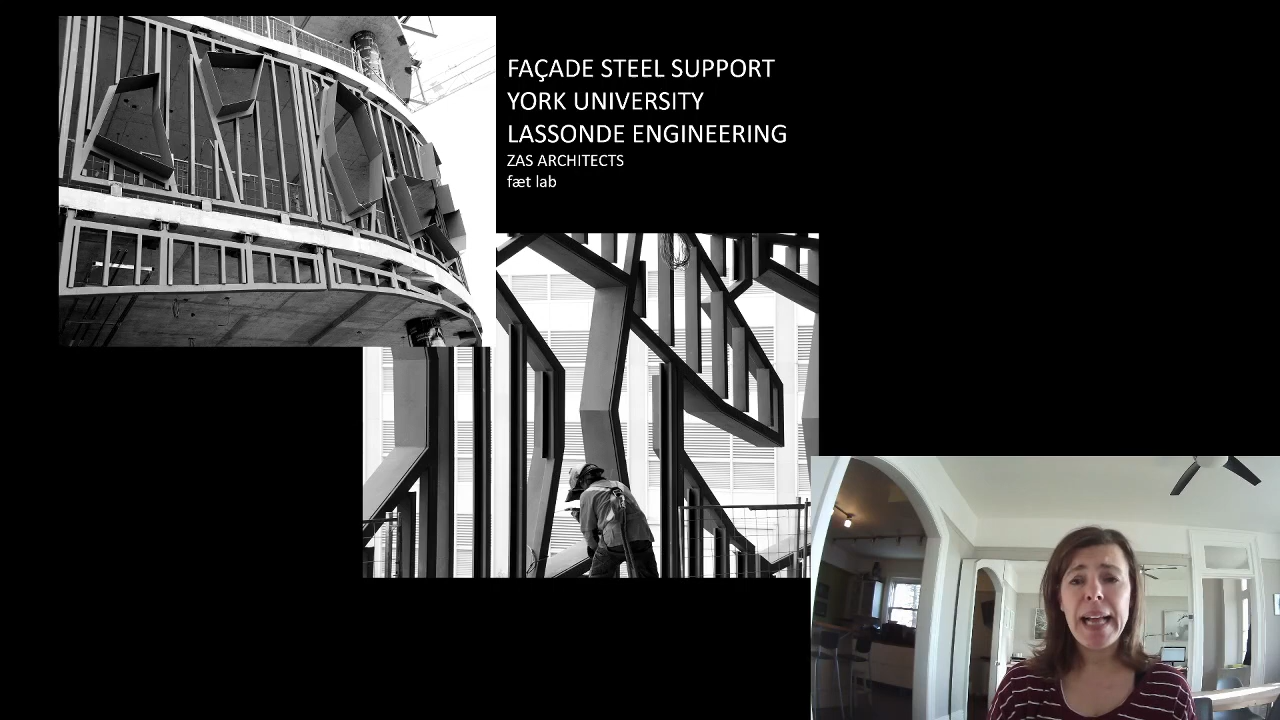 FAÇADE STEEL SUPPORT
YORK UNIVERSITY
LASSONDE ENGINEERING
ZAS ARCHITECTS
fæt lab